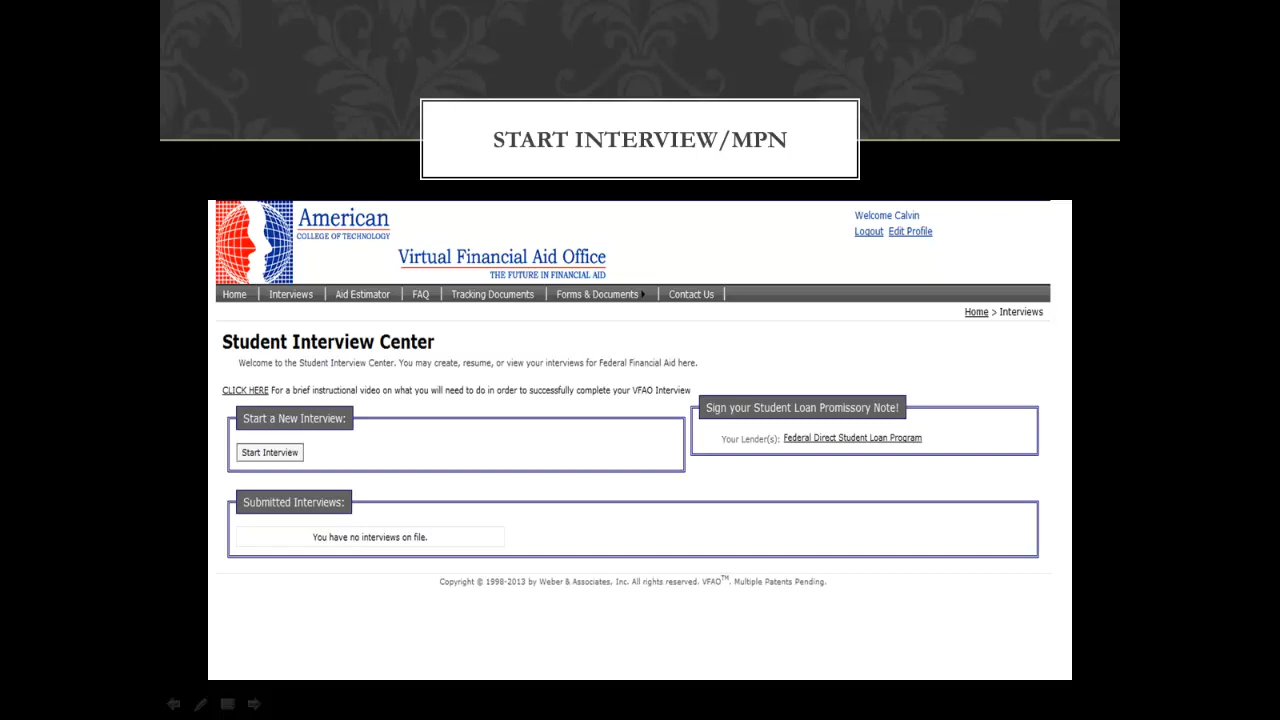 START INTERVIEW/MPN
American
COLLEGE OF TECHNOLOGY
Virtual Financial Aid Office
THE FUTURE IN FINANCIAL AID
Welcome Calvin
Logout Edit Profile
Home Interviews Aid Estimator FAQ Tracking Documents Forms & Documents Contact Us
Home > Interviews
Student Interview Center
Welcome to the Student Interview Center. You may create, resume, or view your interviews for Federal Financial Aid here.
CLICK HERE For a brief instructional video on what you will need to do in order to successfully complete your VFAO Interview
Start a New Interview:
Start Interview
Sign your Student Loan Promissory Note!
Your Lender(s): Federal Direct Student Loan Program
Submitted Interviews:
You have no interviews on file.
Copyright © 1998-2013 by Weber & Associates, Inc. All rights reserved. VFAO™. Multiple Patents Pending.